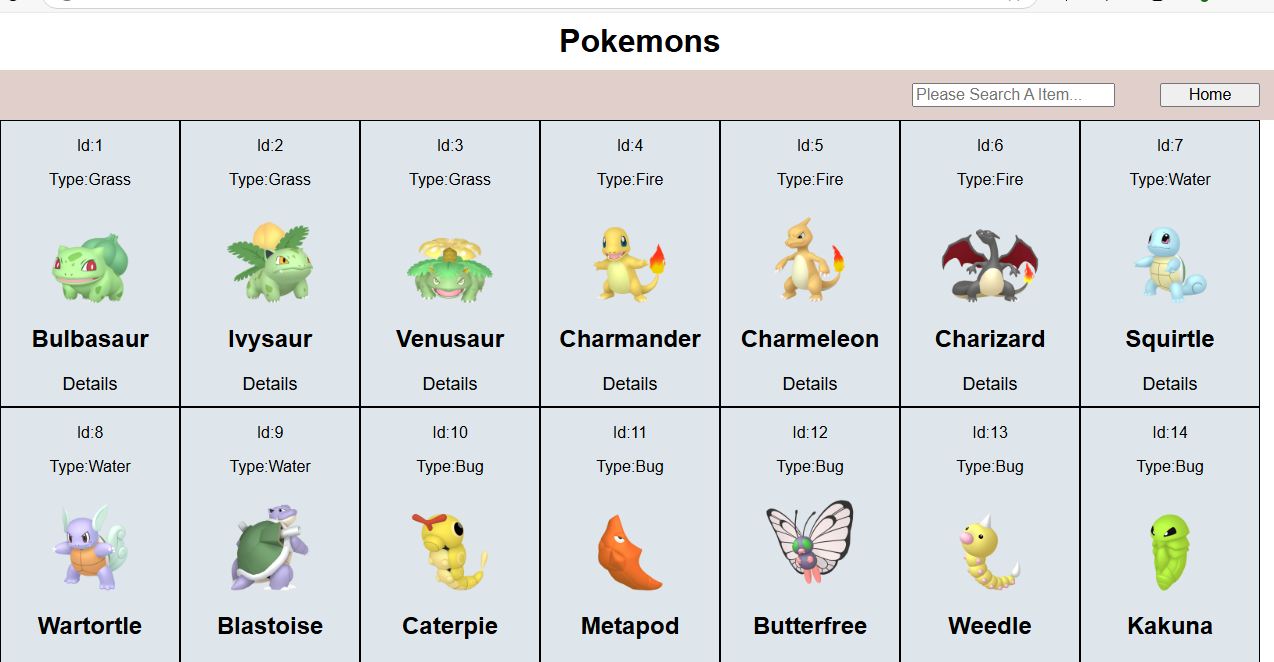 Pokemons
Please Search A Item... Home
Id:1 Id:2 Id:3 Id:4 Id:5 Id:6 Id:7
Type:Grass Type:Grass Type:Grass Type:Fire Type:Fire Type:Fire Type:Water
Bulbasaur Ivysaur Venusaur Charmander Charmeleon Charizard Squirtle
Details Details Details Details Details Details Details
Id:8 Id:9 Id:10 Id:11 Id:12 Id:13 Id:14
Type:Water Type:Water Type:Bug Type:Bug Type:Bug Type:Bug Type:Bug
Wartortle Blastoise Caterpie Metapod Butterfree Weedle Kakuna